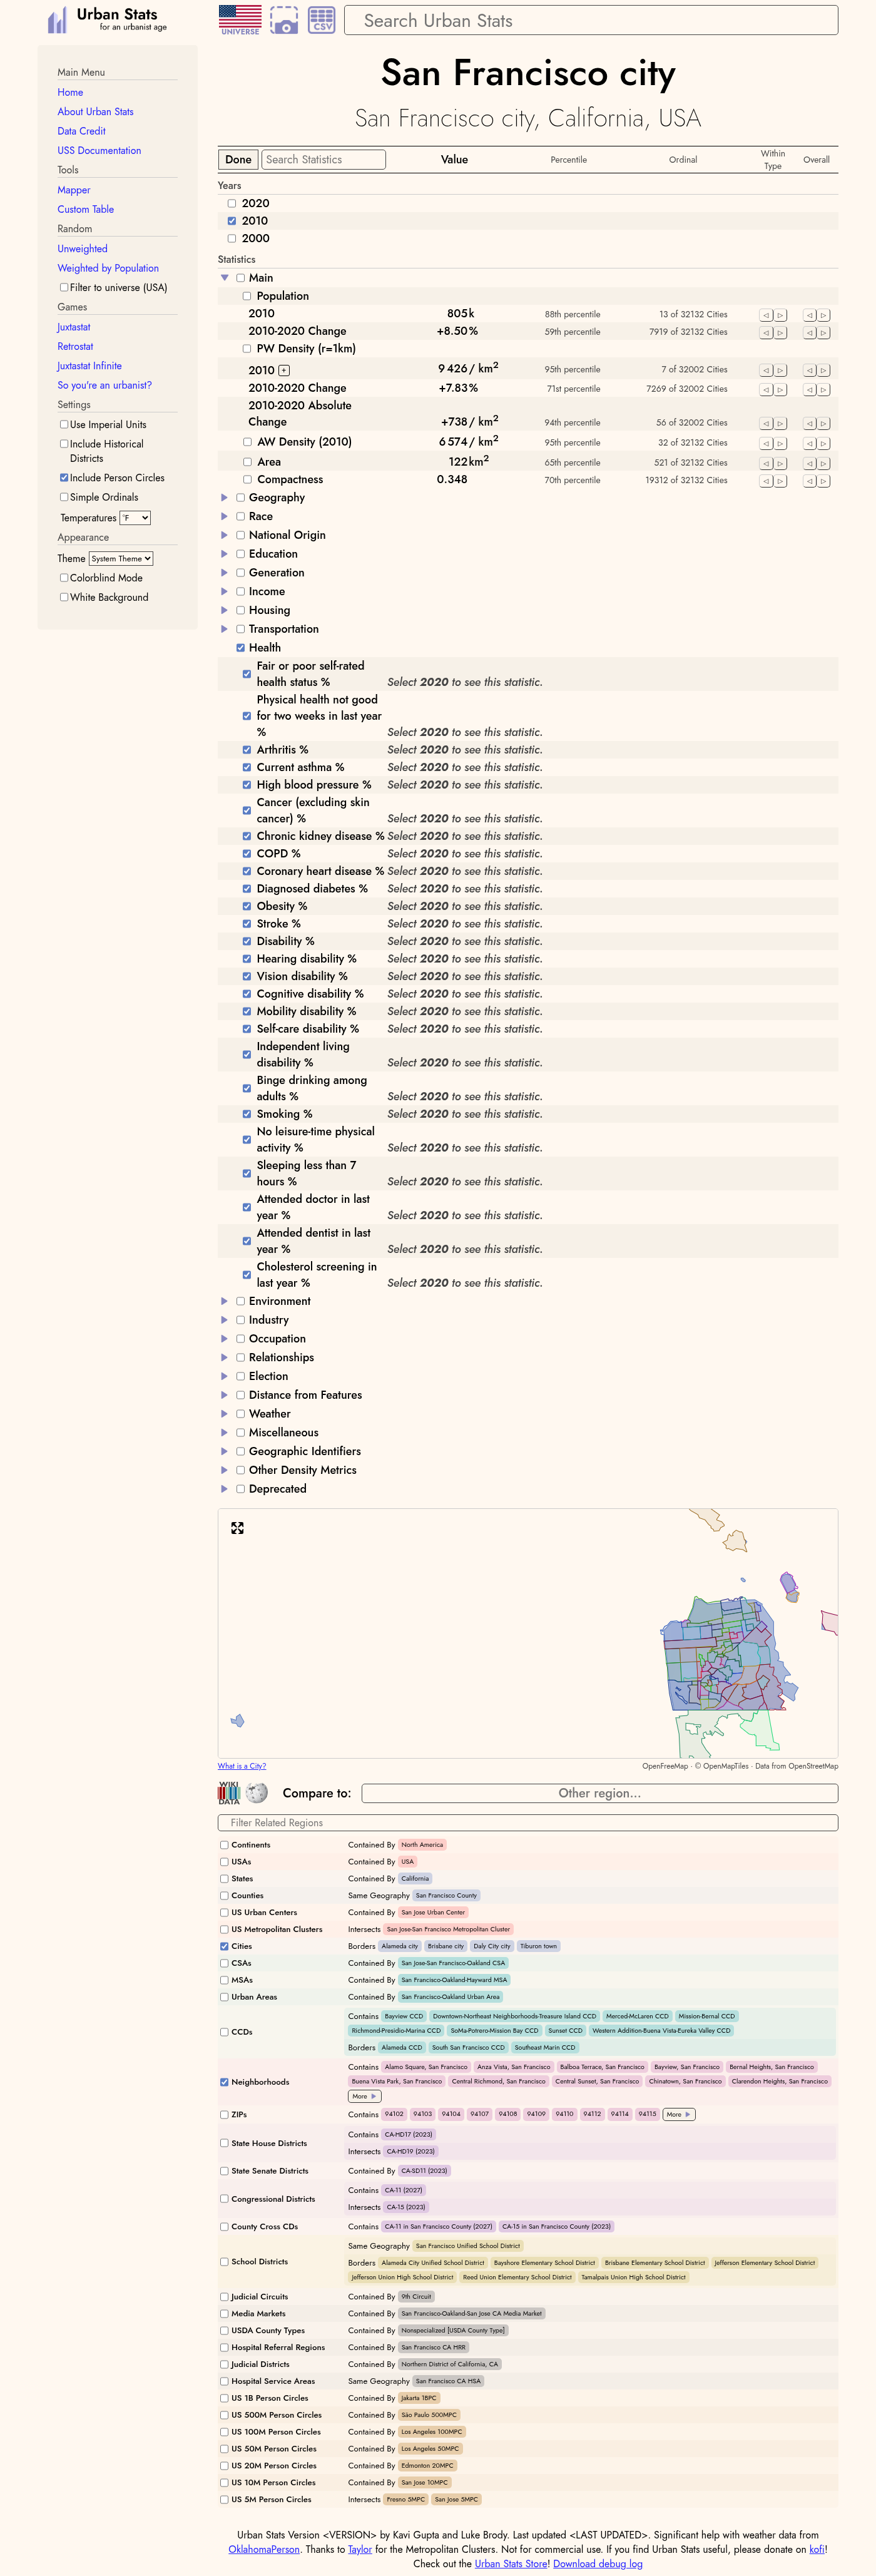 Urban Stats
for an urbanist age
UNIVERSE
CSV
Search Urban Stats
Main Menu
Home
About Urban Stats
Data Credit
USS Documentation
Tools
Mapper
Custom Table
Random
Unweighted
Weighted by Population
Filter to universe (USA)
Games
Juxtastat
Retrostat
Juxtastat Infinite
So you're an urbanist?
Settings
Use Imperial Units
Include Historical
Districts
Include Person Circles
Simple Ordinals
Temperatures °F
Appearance
Theme System Theme
Colorblind Mode
White Background
San Francisco city
San Francisco city, California, USA
Done Search Statistics Value Percentile Ordinal Within Type Overall
Years
2020
2010
2000
Statistics
Main
Population
2010 805k 88th percentile 13 of 32132 Cities
2010-2020 Change +8.50% 59th percentile 7919 of 32132 Cities
PW Density (r=1km)
2010 + 9 426 / km2 95th percentile 7 of 32002 Cities
2010-2020 Change +7.83% 71st percentile 7269 of 32002 Cities
2010-2020 Absolute
Change +738 / km2 94th percentile 56 of 32002 Cities
AW Density (2010) 6 574 / km2 95th percentile 32 of 32132 Cities
Area 122 km2 65th percentile 521 of 32132 Cities
Compactness 0.348 70th percentile 19312 of 32132 Cities
Geography
Race
National Origin
Education
Generation
Income
Housing
Transportation
Health
Fair or poor self-rated
health status % Select 2020 to see this statistic.
Physical health not good
for two weeks in last year
% Select 2020 to see this statistic.
Arthritis % Select 2020 to see this statistic.
Current asthma % Select 2020 to see this statistic.
High blood pressure % Select 2020 to see this statistic.
Cancer (excluding skin
cancer) % Select 2020 to see this statistic.
Chronic kidney disease % Select 2020 to see this statistic.
COPD % Select 2020 to see this statistic.
Coronary heart disease % Select 2020 to see this statistic.
Diagnosed diabetes % Select 2020 to see this statistic.
Obesity % Select 2020 to see this statistic.
Stroke % Select 2020 to see this statistic.
Disability % Select 2020 to see this statistic.
Hearing disability % Select 2020 to see this statistic.
Vision disability % Select 2020 to see this statistic.
Cognitive disability % Select 2020 to see this statistic.
Mobility disability % Select 2020 to see this statistic.
Self-care disability % Select 2020 to see this statistic.
Independent living
disability % Select 2020 to see this statistic.
Binge drinking among
adults % Select 2020 to see this statistic.
Smoking % Select 2020 to see this statistic.
No leisure-time physical
activity % Select 2020 to see this statistic.
Sleeping less than 7
hours % Select 2020 to see this statistic.
Attended doctor in last
year % Select 2020 to see this statistic.
Attended dentist in last
year % Select 2020 to see this statistic.
Cholesterol screening in
last year % Select 2020 to see this statistic.
Environment
Industry
Occupation
Relationships
Election
Distance from Features
Weather
Miscellaneous
Geographic Identifiers
Other Density Metrics
Deprecated
What is a City? OpenFreeMap · © OpenMapTiles · Data from OpenStreetMap
WIKI
DATA
Compare to: Other region...
Filter Related Regions
Continents Contained By North America
USAs Contained By USA
States Contained By California
Counties Same Geography San Francisco County
US Urban Centers Contained By San Jose Urban Center
US Metropolitan Clusters Intersects San Jose-San Francisco Metropolitan Cluster
Cities Borders Alameda city Brisbane city Daly City city Tiburon town
CSAs Contained By San Jose-San Francisco-Oakland CSA
MSAs Contained By San Francisco-Oakland-Hayward MSA
Urban Areas Contained By San Francisco-Oakland Urban Area
CCDs Contains Bayview CCD Downtown-Northeast Neighborhoods-Treasure Island CCD Merced-McLaren CCD Mission-Bernal CCD
Richmond-Presidio-Marina CCD SoMa-Potrero-Mission Bay CCD Sunset CCD Western Addition-Buena Vista-Eureka Valley CCD
Borders Alameda CCD South San Francisco CCD Southeast Marin CCD
Neighborhoods Contains Alamo Square, San Francisco Anza Vista, San Francisco Balboa Terrace, San Francisco Bayview, San Francisco Bernal Heights, San Francisco
Buena Vista Park, San Francisco Central Richmond, San Francisco Central Sunset, San Francisco Chinatown, San Francisco Clarendon Heights, San Francisco
More
ZIPs Contains 94102 94103 94104 94107 94108 94109 94110 94112 94114 94115 More
State House Districts Contains CA-HD17 (2023)
Intersects CA-HD19 (2023)
State Senate Districts Contained By CA-SD11 (2023)
Congressional Districts Contains CA-11 (2027)
Intersects CA-15 (2023)
County Cross CDs Contains CA-11 in San Francisco County (2027) CA-15 in San Francisco County (2023)
School Districts Same Geography San Francisco Unified School District
Borders Alameda City Unified School District Bayshore Elementary School District Brisbane Elementary School District Jefferson Elementary School District
Jefferson Union High School District Reed Union Elementary School District Tamalpais Union High School District
Judicial Circuits Contained By 9th Circuit
Media Markets Contained By San Francisco-Oakland-San Jose CA Media Market
USDA County Types Contained By Nonspecialized [USDA County Type]
Hospital Referral Regions Contained By San Francisco CA HRR
Judicial Districts Contained By Northern District of California, CA
Hospital Service Areas Same Geography San Francisco CA HSA
US 1B Person Circles Contained By Jakarta 1BPC
US 500M Person Circles Contained By São Paulo 500MPC
US 100M Person Circles Contained By Los Angeles 100MPC
US 50M Person Circles Contained By Los Angeles 50MPC
US 20M Person Circles Contained By Edmonton 20MPC
US 10M Person Circles Contained By San Jose 10MPC
US 5M Person Circles Intersects Fresno 5MPC San Jose 5MPC
Urban Stats Version <VERSION> by Kavi Gupta and Luke Brody. Last updated <LAST UPDATED>. Significant help with weather data from
OklahomaPerson. Thanks to Taylor for the Metropolitan Clusters. Not for commercial use. If you find Urban Stats useful, please donate on kofi!
Check out the Urban Stats Store! Download debug log